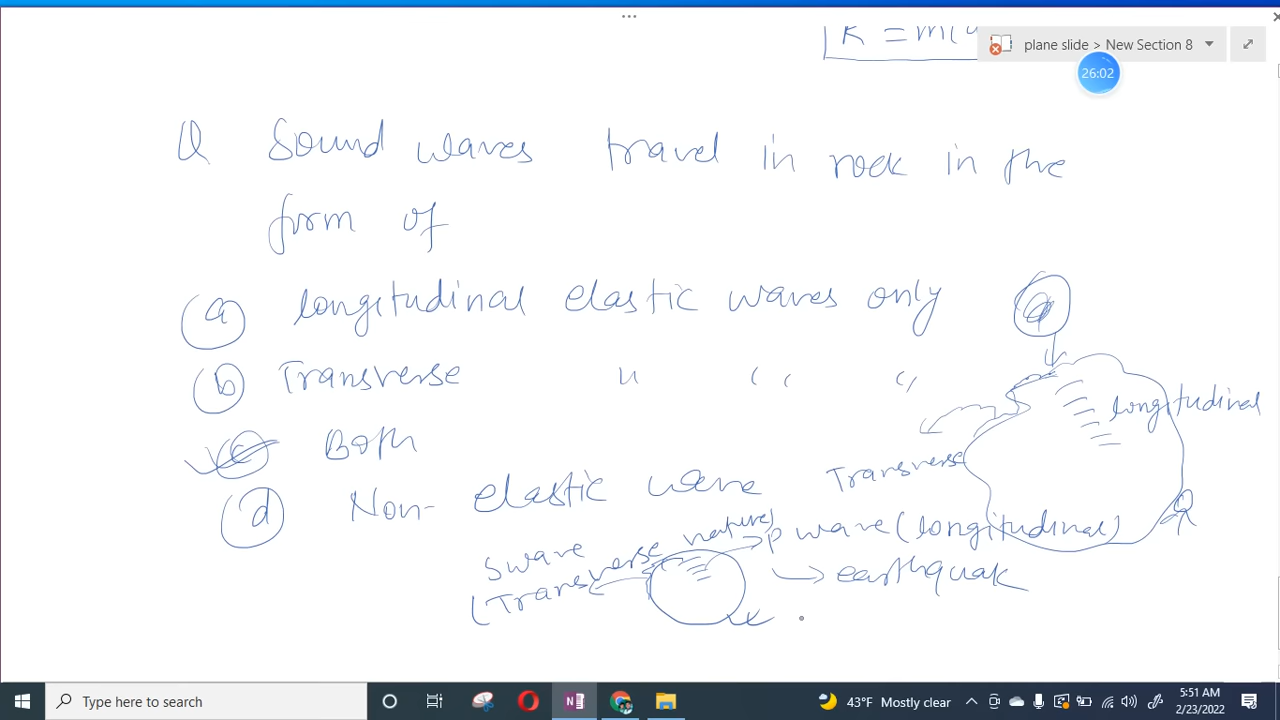 K = m(
plane slide > New Section 8
26:02
Q Sound waves travel in rock in the
form of
(a) longitudinal elastic waves only
(b) Transverse " " "
(c) Both
(d) Non-elastic wave
longitudinal
Transverse
P wave (longitudinal)
→ earthquak
S wave
(Transverse nature)
Type here to search
43°F Mostly clear
5:51 AM
2/23/2022